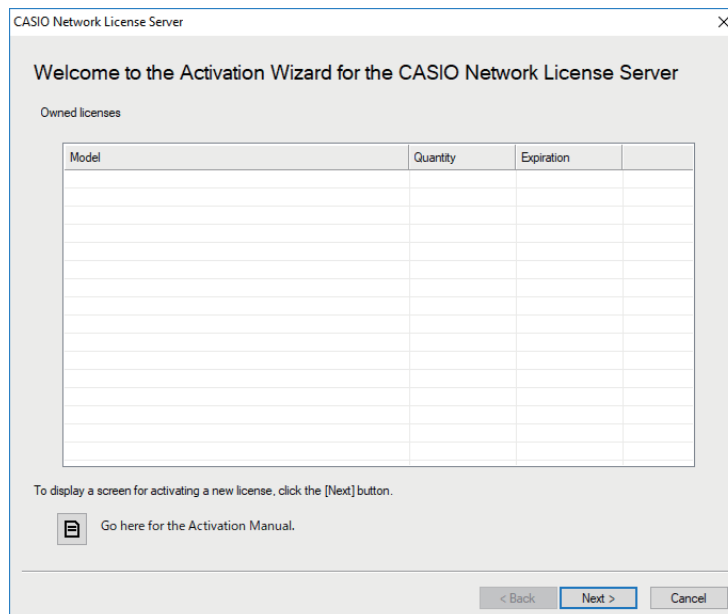 CASIO Network License Server
Welcome to the Activation Wizard for the CASIO Network License Server
Owned licenses
Model Quantity Expiration
To display a screen for activating a new license, click the [Next] button.
Go here for the Activation Manual.
< Back Next > Cancel